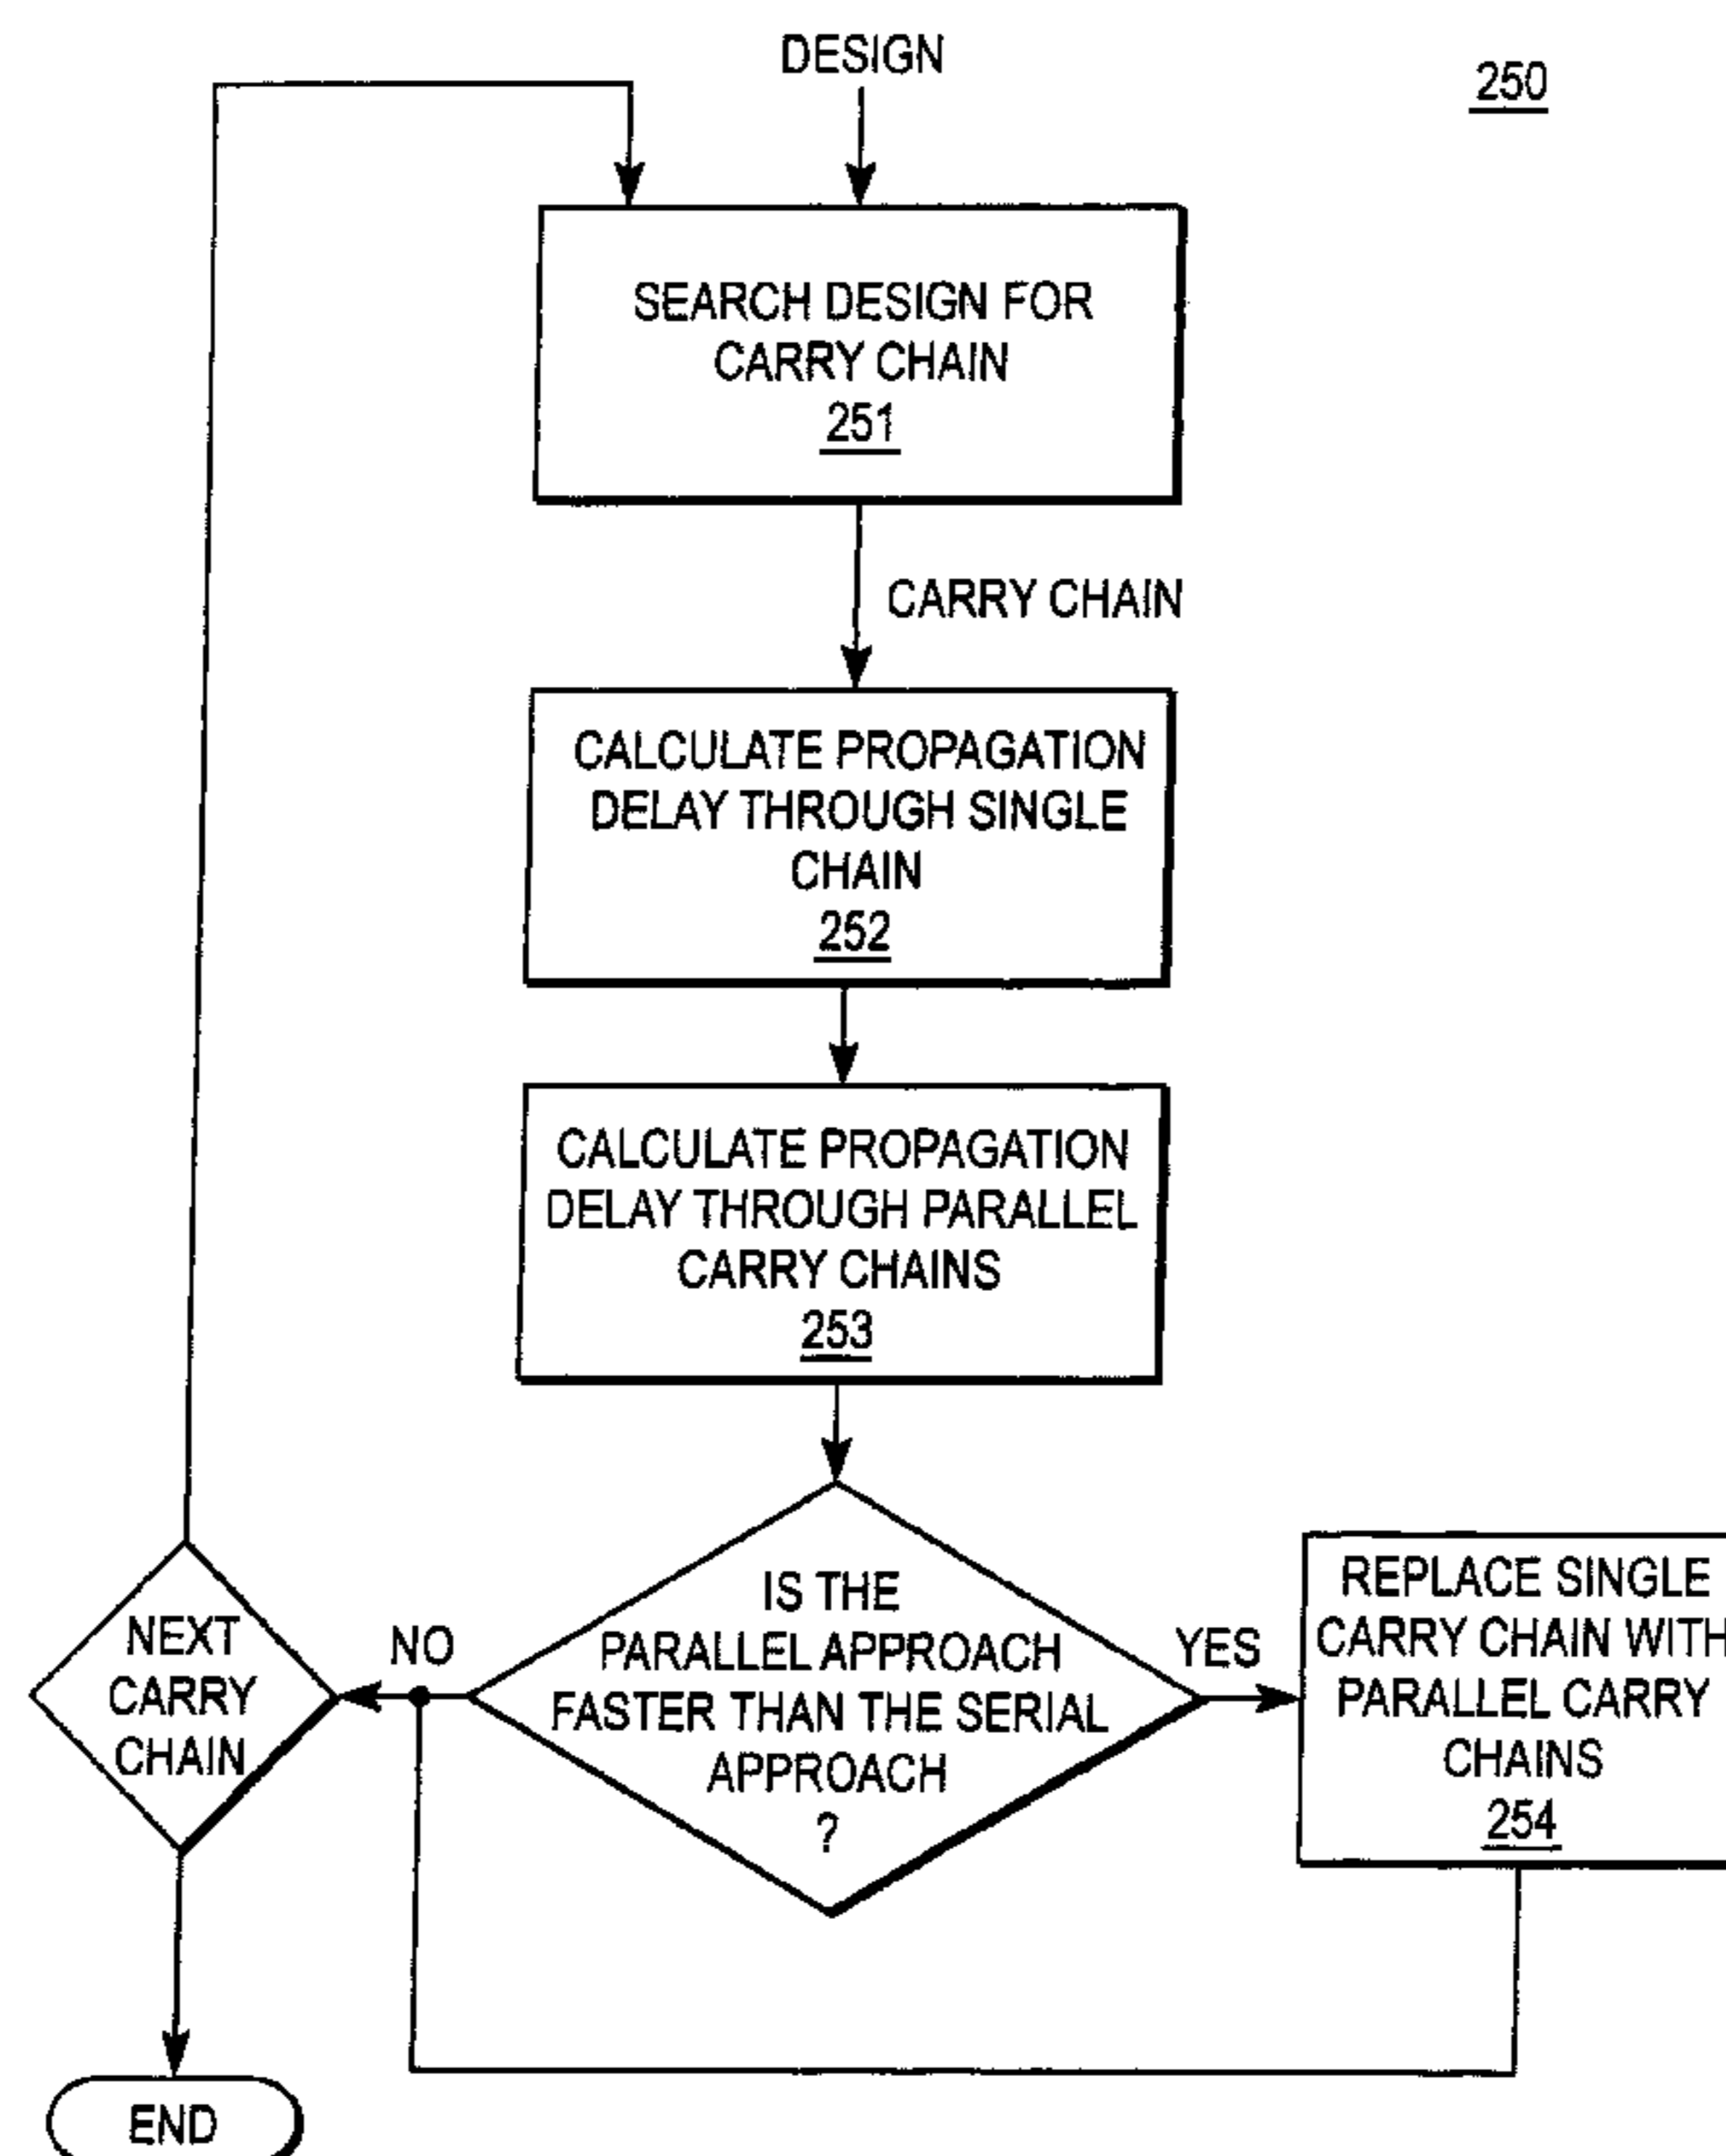 DESIGN
250
SEARCH DESIGN FOR
CARRY CHAIN
251
CARRY CHAIN
CALCULATE PROPAGATION
DELAY THROUGH SINGLE
CHAIN
252
CALCULATE PROPAGATION
DELAY THROUGH PARALLEL
CARRY CHAINS
253
IS THE
PARALLEL APPROACH
FASTER THAN THE SERIAL
APPROACH
?
NO
YES
NEXT
CARRY
CHAIN
REPLACE SINGLE
CARRY CHAIN WITH
PARALLEL CARRY
CHAINS
254
END